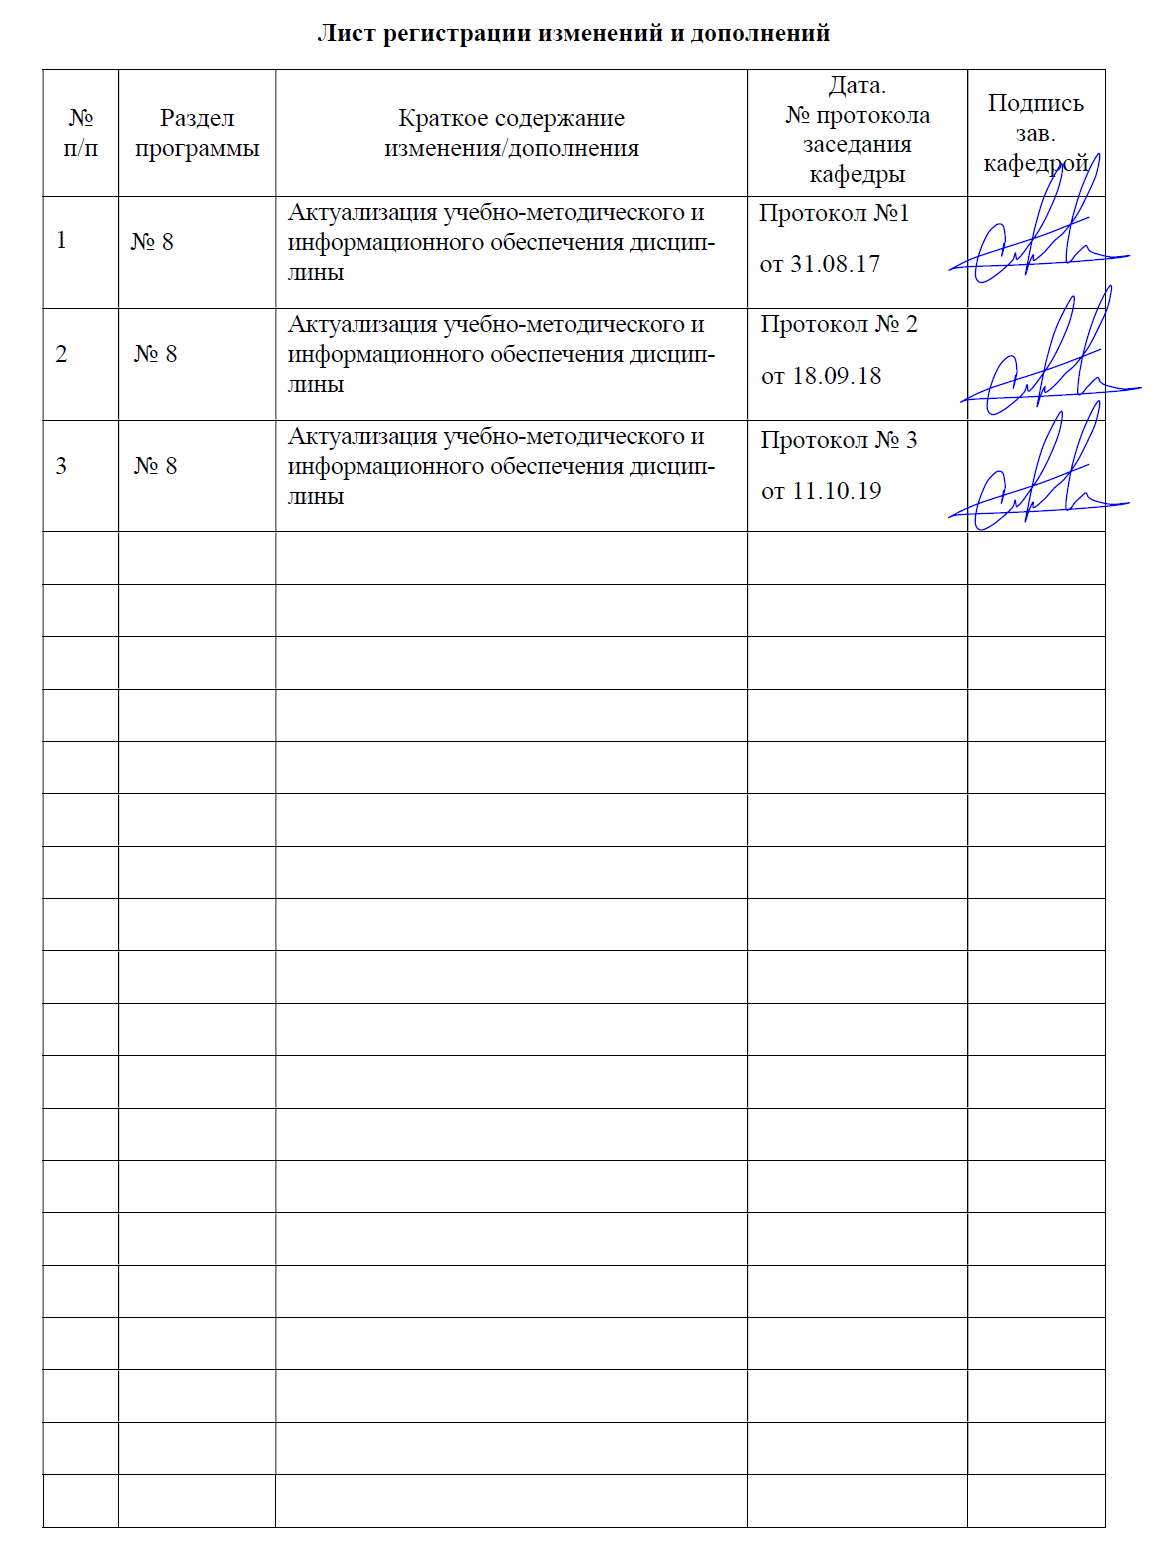 Лист регистрации изменений и дополнений
№
п/п
Раздел
программы
Краткое содержание
изменения/дополнения
Дата.
№ протокола
заседания
кафедры
Подпись
зав.
кафедрой
1
№ 8
Актуализация учебно-методического и
информационного обеспечения дисцип-
лины
Протокол №1
от 31.08.17
2
№ 8
Актуализация учебно-методического и
информационного обеспечения дисцип-
лины
Протокол № 2
от 18.09.18
3
№ 8
Актуализация учебно-методического и
информационного обеспечения дисцип-
лины
Протокол № 3
от 11.10.19